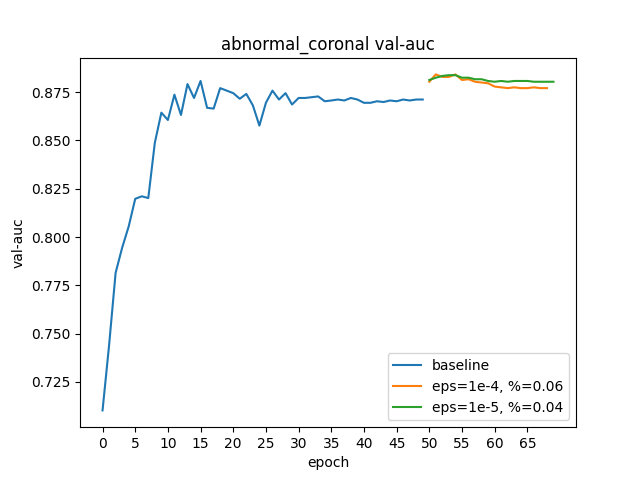 abnormal_coronal val-auc
val-auc
0.875
0.850
0.825
0.800
0.775
0.750
0.725
0 5 10 15 20 25 30 35 40 45 50 55 60 65
epoch
baseline
eps=1e-4, %=0.06
eps=1e-5, %=0.04